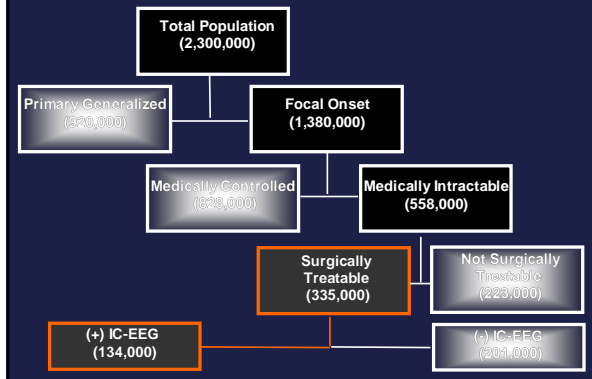 Total Population
(2,300,000)
Primary Generalized
(920,000)
Focal Onset
(1,380,000)
Medically Controlled
(828,000)
Medically Intractable
(558,000)
Surgically
Treatable
(335,000)
Not Surgically
Treatable
(223,000)
(+) IC-EEG
(134,000)
(-) IC-EEG
(201,000)